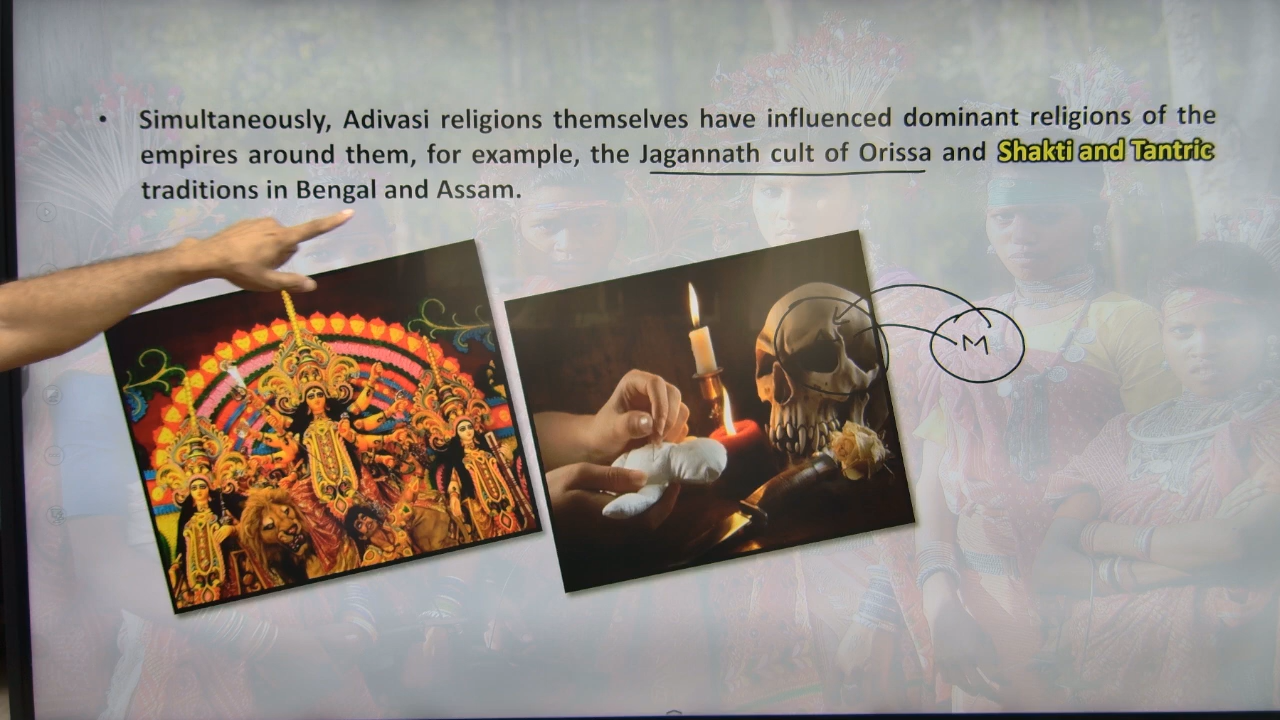 • Simultaneously, Adivasi religions themselves have influenced dominant religions of the
empires around them, for example, the Jagannath cult of Orissa and Shakti and Tantric
traditions in Bengal and Assam.
M